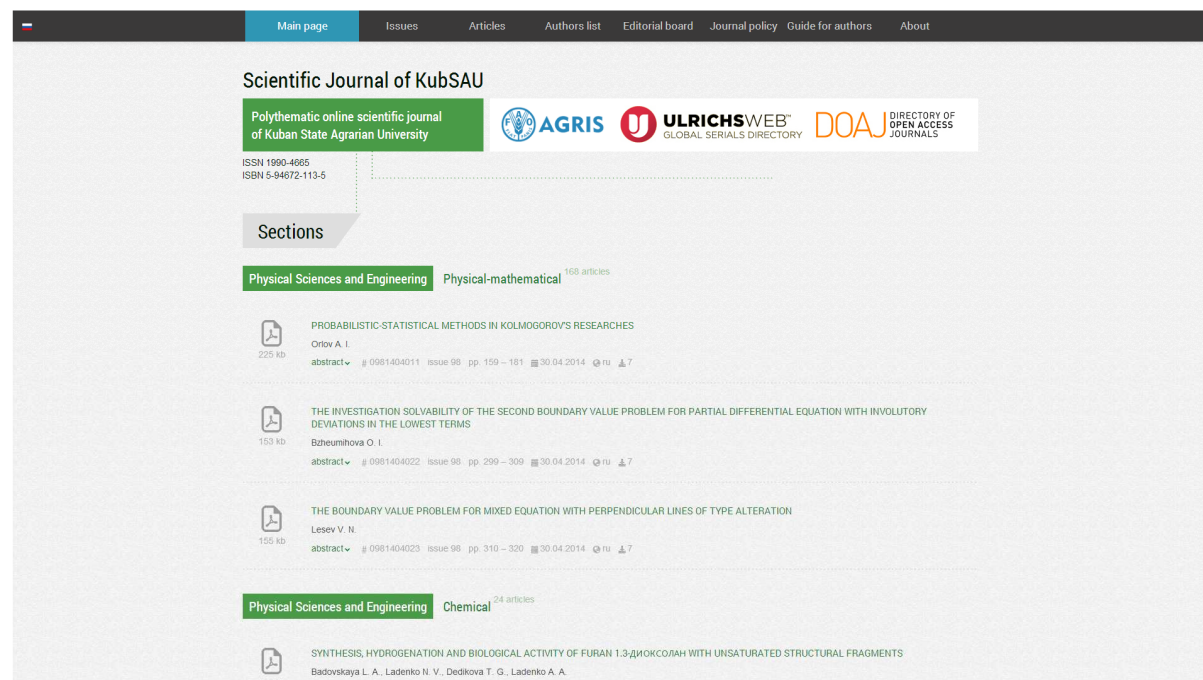 Main page Issues Articles Authors list Editorial board Journal policy Guide for authors About
Scientific Journal of KubSAU
Polythematic online scientific journal
of Kuban State Agrarian University
FAO AGRIS
ULRICHSWEB™
GLOBAL SERIALS DIRECTORY
DOAJ DIRECTORY OF
OPEN ACCESS
JOURNALS
ISSN 1990-4665
ISBN 5-94672-113-5
Sections
Physical Sciences and Engineering Physical-mathematical 168 articles
PROBABILISTIC-STATISTICAL METHODS IN KOLMOGOROV'S RESEARCHES
225 kb
Orlov A. I.
abstract # 0981404011 issue 98 pp. 159 – 181 30.04.2014 ru 7
THE INVESTIGATION SOLVABILITY OF THE SECOND BOUNDARY VALUE PROBLEM FOR PARTIAL DIFFERENTIAL EQUATION WITH INVOLUTORY
DEVIATIONS IN THE LOWEST TERMS
153 kb
Bzheumihova O. I.
abstract # 0981404022 issue 98 pp. 299 – 309 30.04.2014 ru 7
THE BOUNDARY VALUE PROBLEM FOR MIXED EQUATION WITH PERPENDICULAR LINES OF TYPE ALTERATION
155 kb
Lesev V. N.
abstract # 0981404023 issue 98 pp. 310 – 320 30.04.2014 ru 7
Physical Sciences and Engineering Chemical 24 articles
SYNTHESIS, HYDROGENATION AND BIOLOGICAL ACTIVITY OF FURAN 1.3-ДИОКСОЛАН WITH UNSATURATED STRUCTURAL FRAGMENTS
Badovskaya L. A., Ladenko N. V., Dedikova T. G., Ladenko A. A.